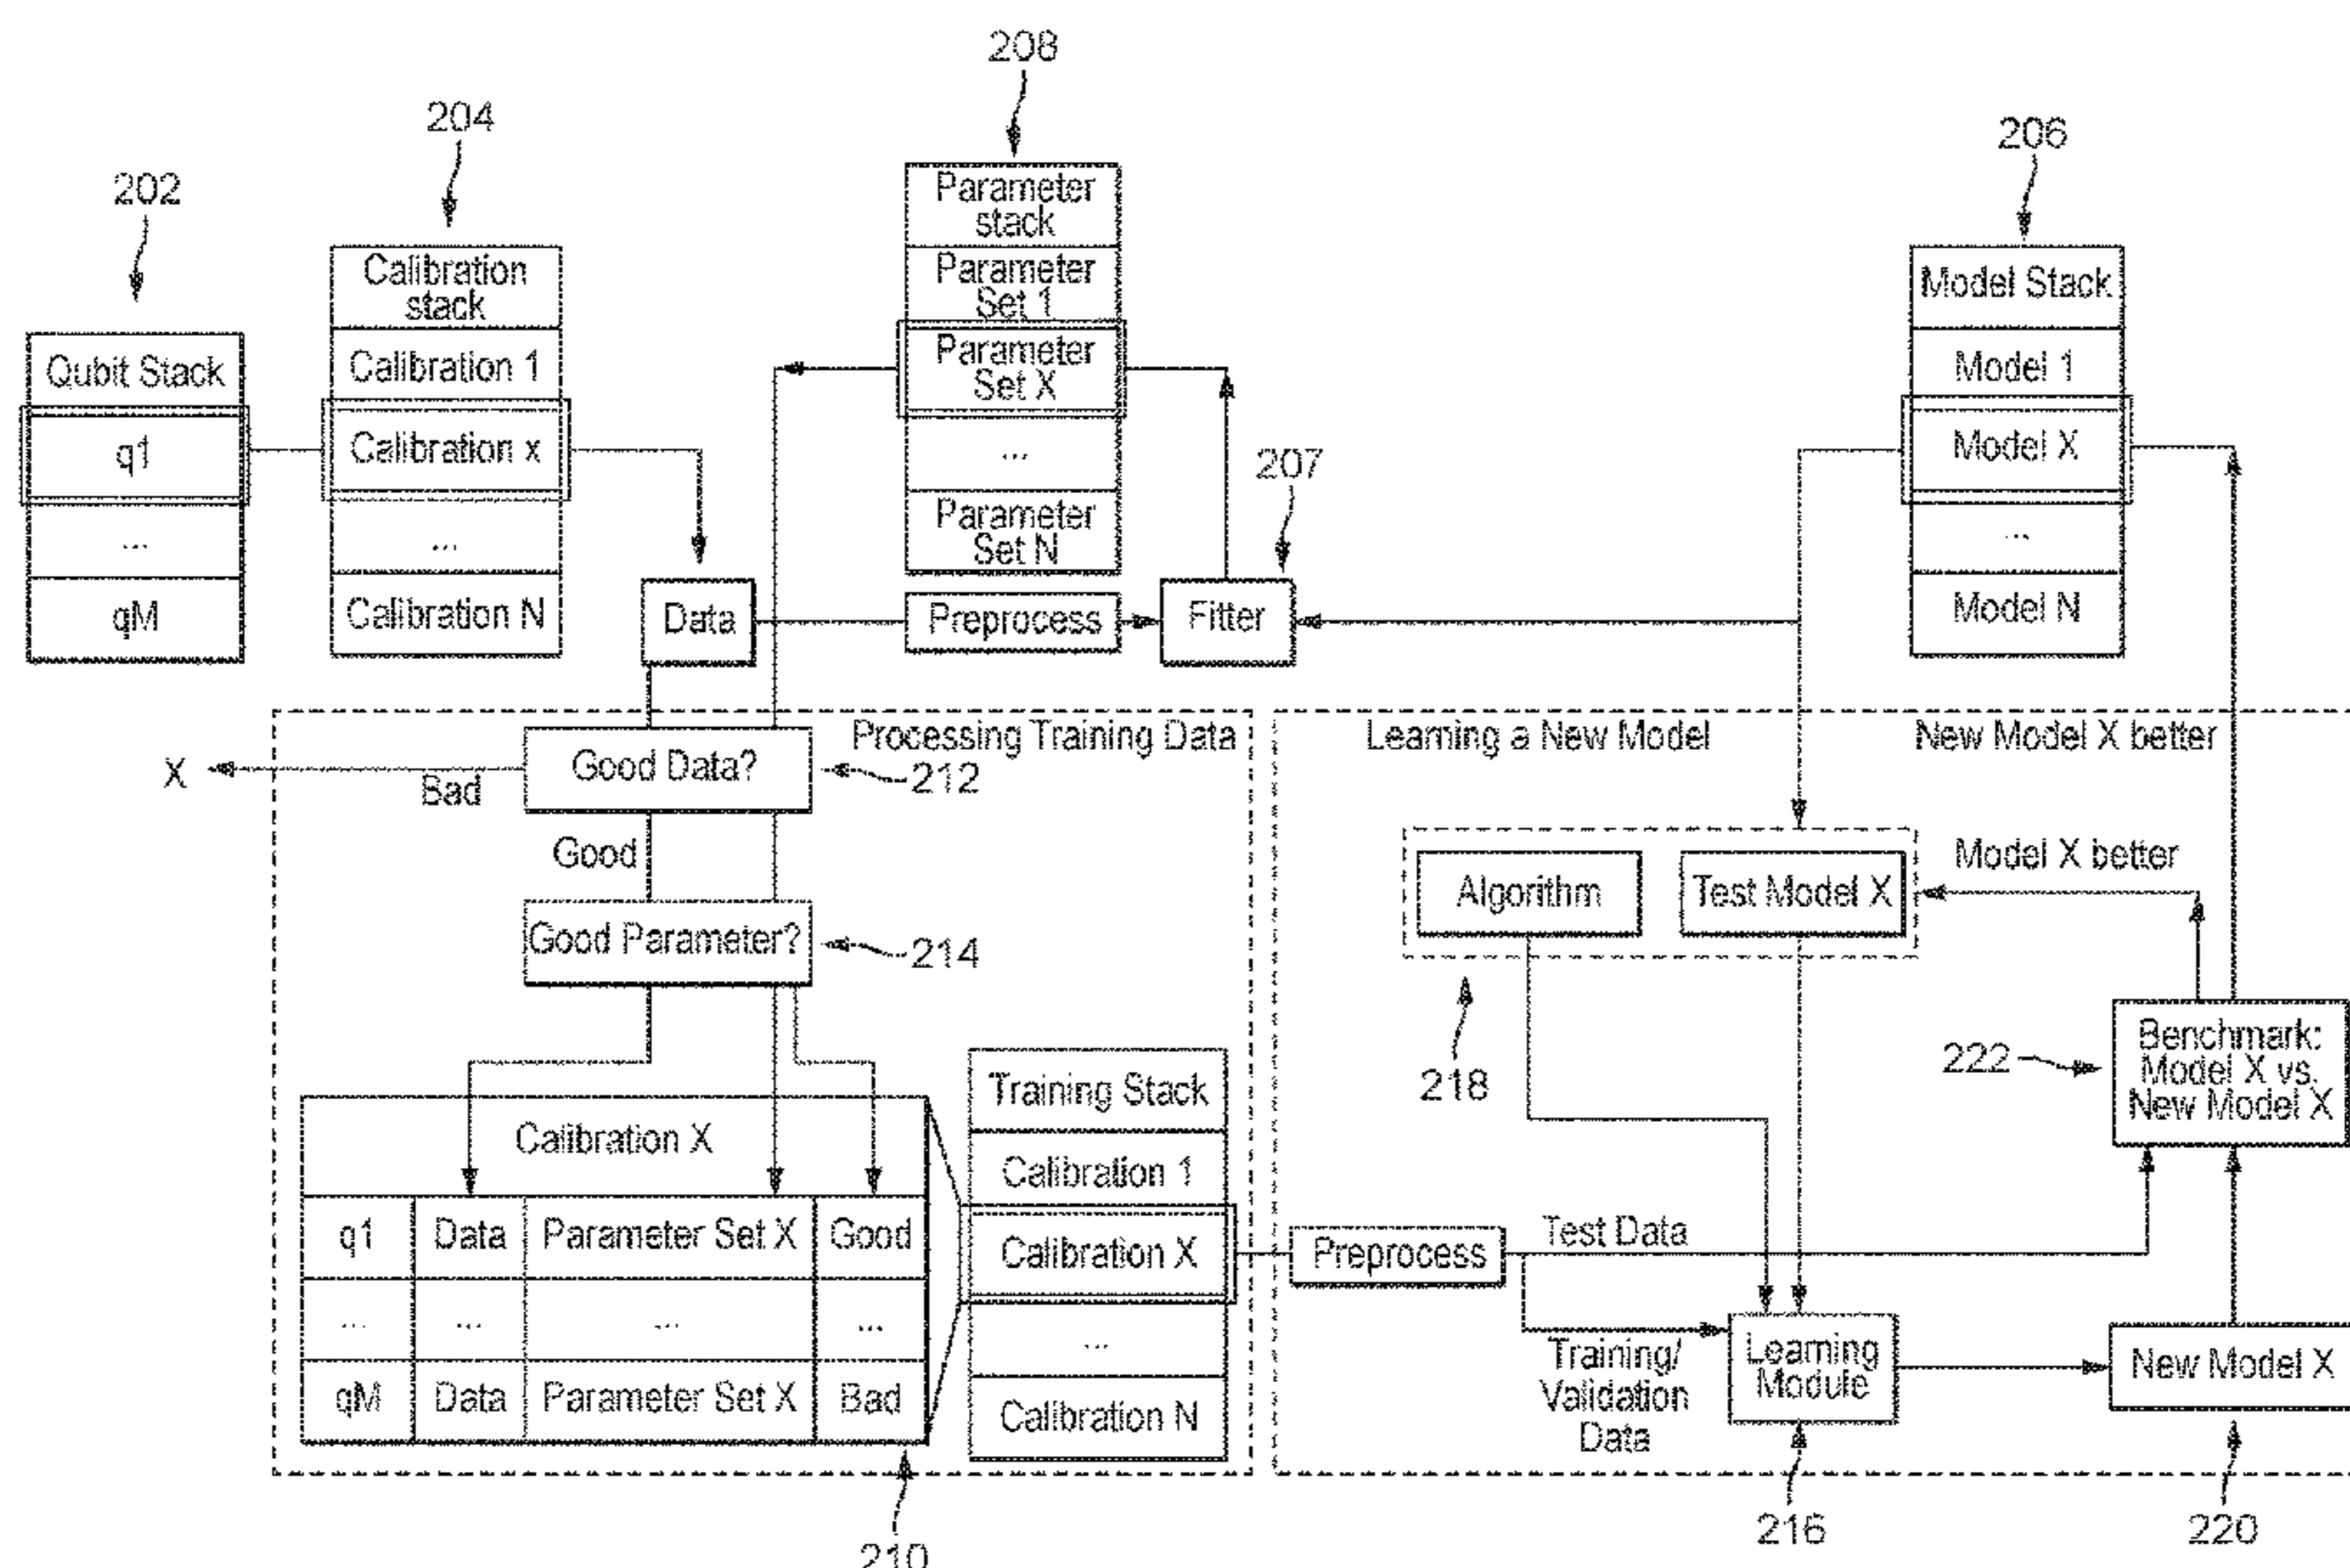 208
204
206
202
Parameter
stack
Calibration
stack
Parameter
Set 1
Model Stack
Qubit Stack
Calibration 1
Parameter
Set X
Model 1
q1
Calibration x
...
207
Model X
...
...
Parameter
Set N
...
qM
Calibration N
Data
Preprocess
Fitter
Model N
Processing Training Data
Learning a New Model
New Model X better
X
Bad
Good Data?
212
Good
Algorithm
Test Model X
Model X better
Good Parameter?
214
218
222
Benchmark:
Model X vs.
New Model X
Calibration X
Training Stack
Calibration 1
q1
Data
Parameter Set X
Good
Calibration X
Preprocess
Test Data
...
...
...
...
...
Training/
Validation
Data
Learning
Module
New Model X
qM
Data
Parameter Set X
Bad
Calibration N
210
216
220